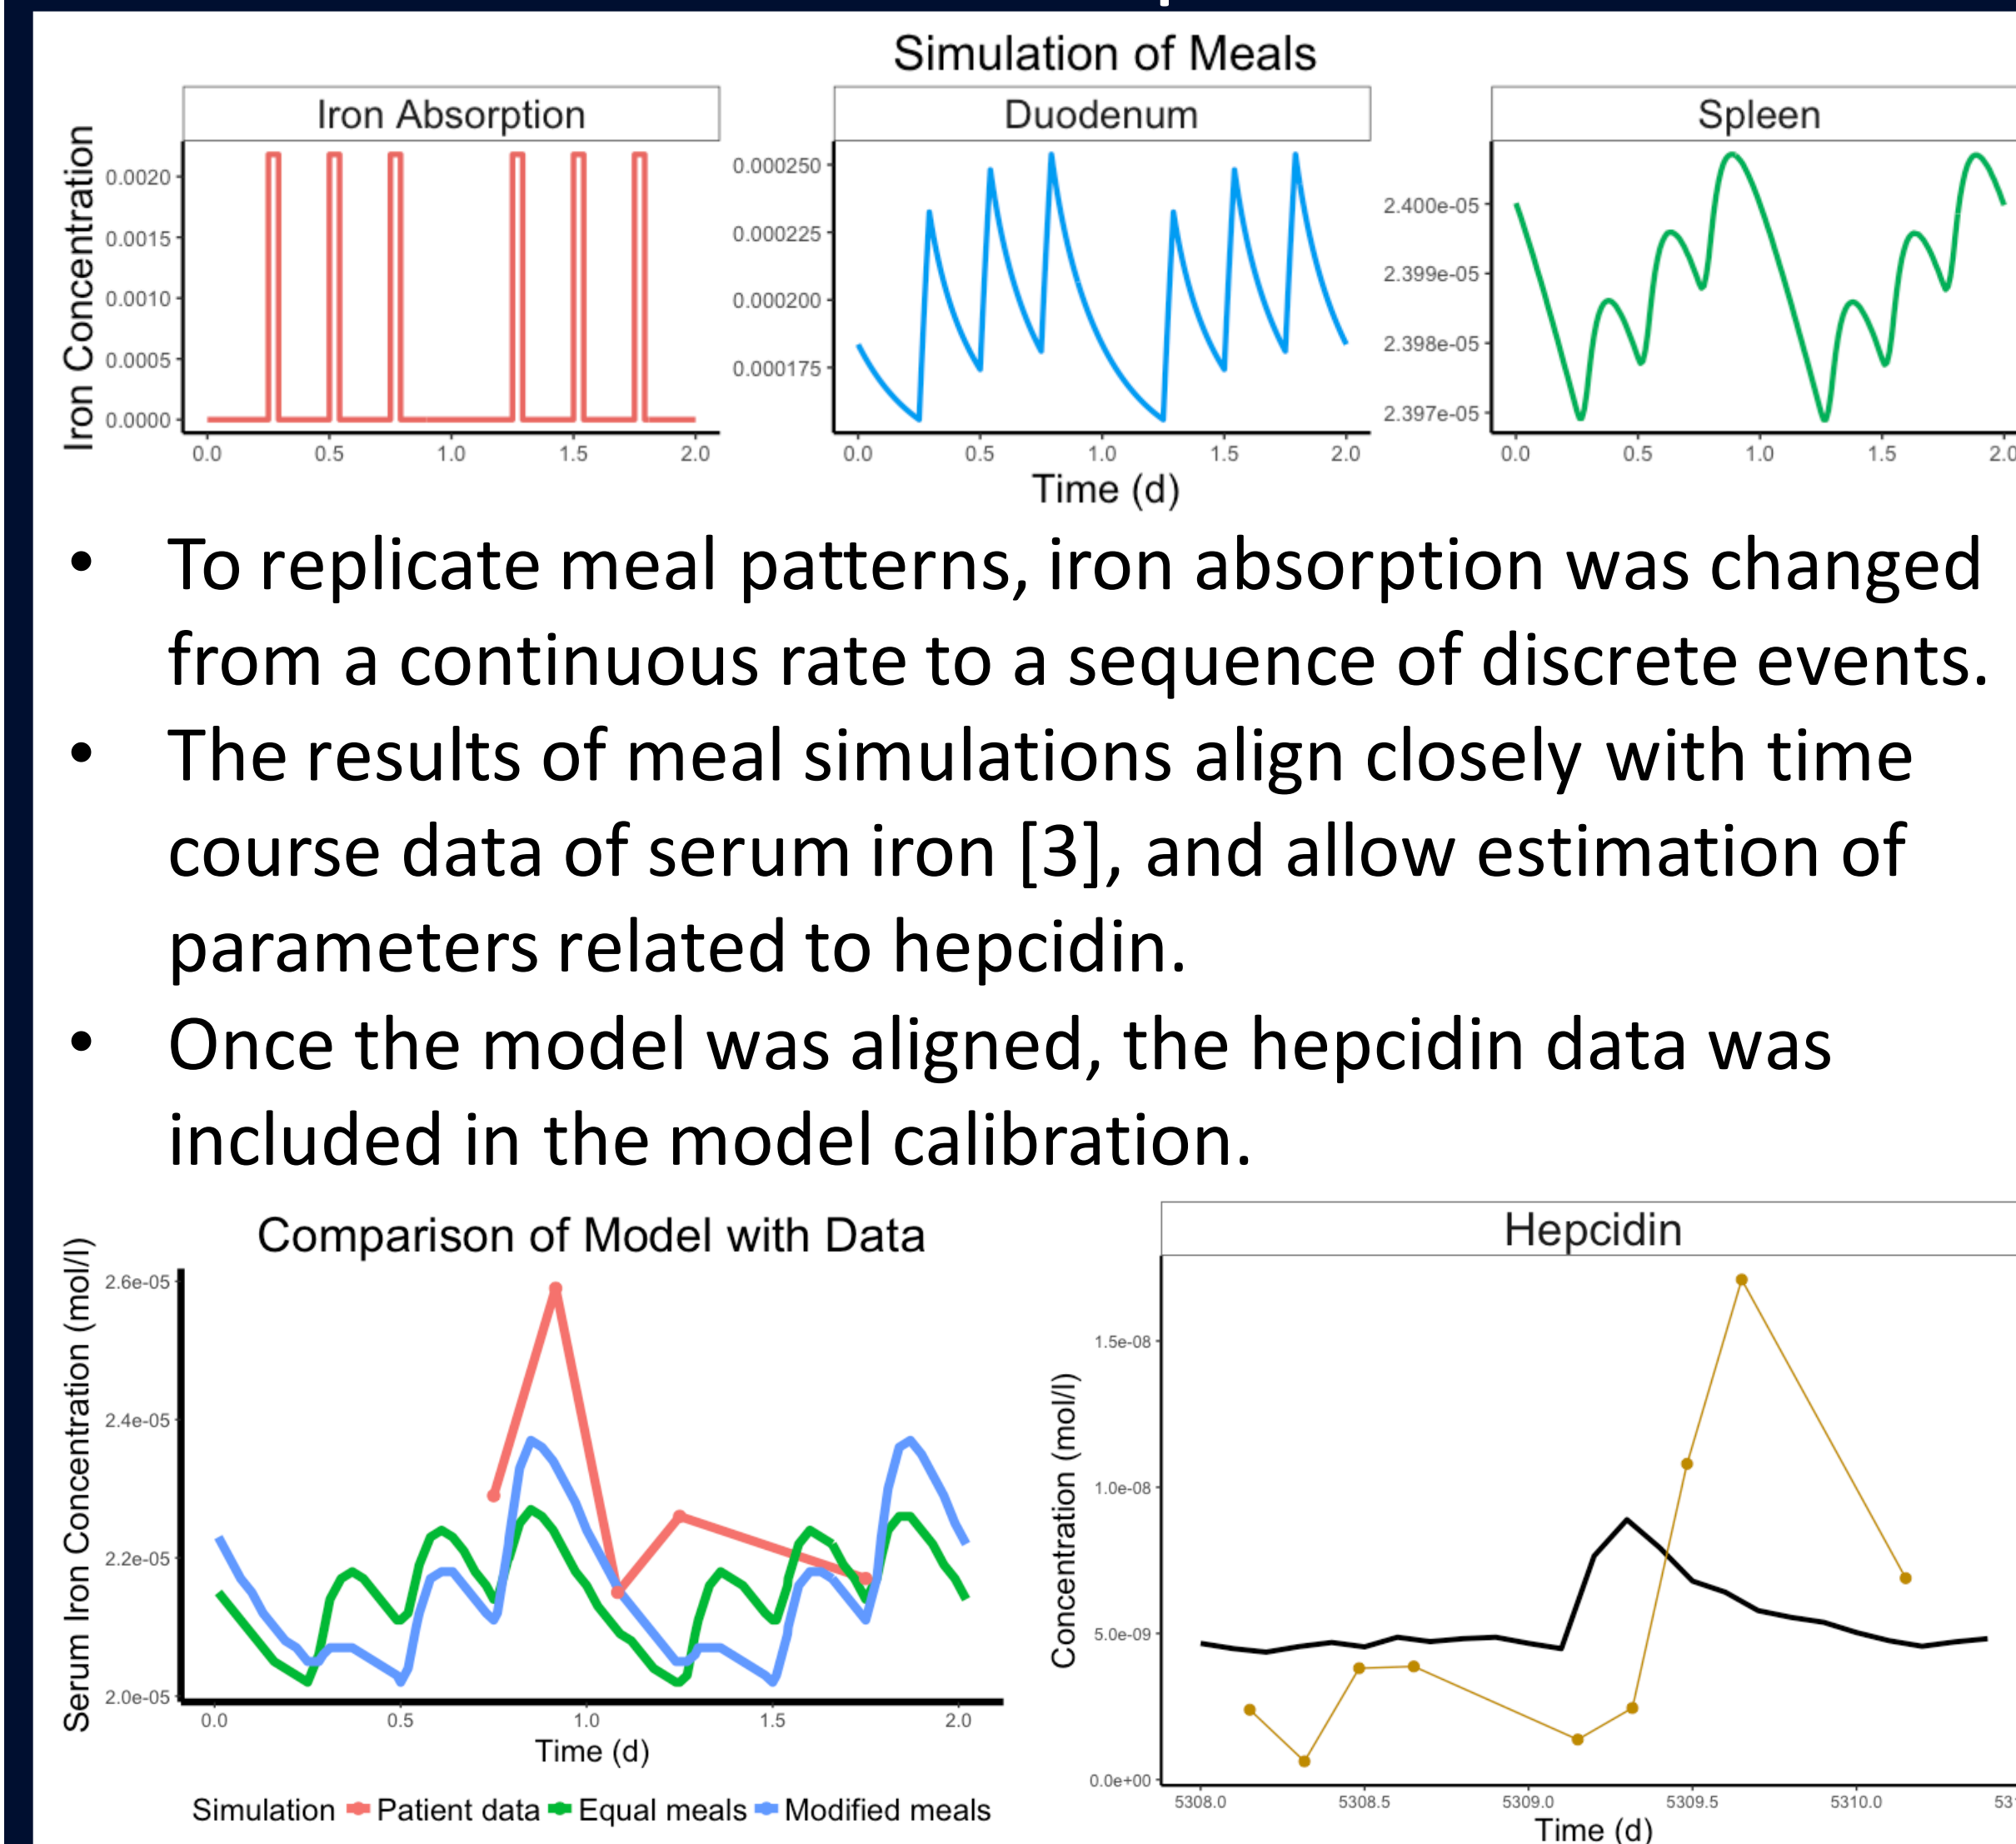 Simulation of Meals
Iron Absorption
Duodenum
Spleen
Iron Concentration
0.0020
0.0015
0.0010
0.0005
0.0000
0.0 0.5 1.0 1.5 2.0
0.000250
0.000225
0.000200
0.000175
0.0 0.5 1.0 1.5 2.0
2.400e-05
2.399e-05
2.398e-05
2.397e-05
0.0 0.5 1.0 1.5 2.0
Time (d)
• To replicate meal patterns, iron absorption was changed
from a continuous rate to a sequence of discrete events.
• The results of meal simulations align closely with time
course data of serum iron [3], and allow estimation of
parameters related to hepcidin.
• Once the model was aligned, the hepcidin data was
included in the model calibration.
Comparison of Model with Data
Serum Iron Concentration (mol/l)
2.6e-05
2.4e-05
2.2e-05
2.0e-05
0.0 0.5 1.0 1.5 2.0
Time (d)
Simulation Patient data Equal meals Modified meals
Hepcidin
Concentration (mol/l)
1.5e-08
1.0e-08
5.0e-09
0.0e+00
5308.0 5308.5 5309.0 5309.5 5310.0
Time (d)